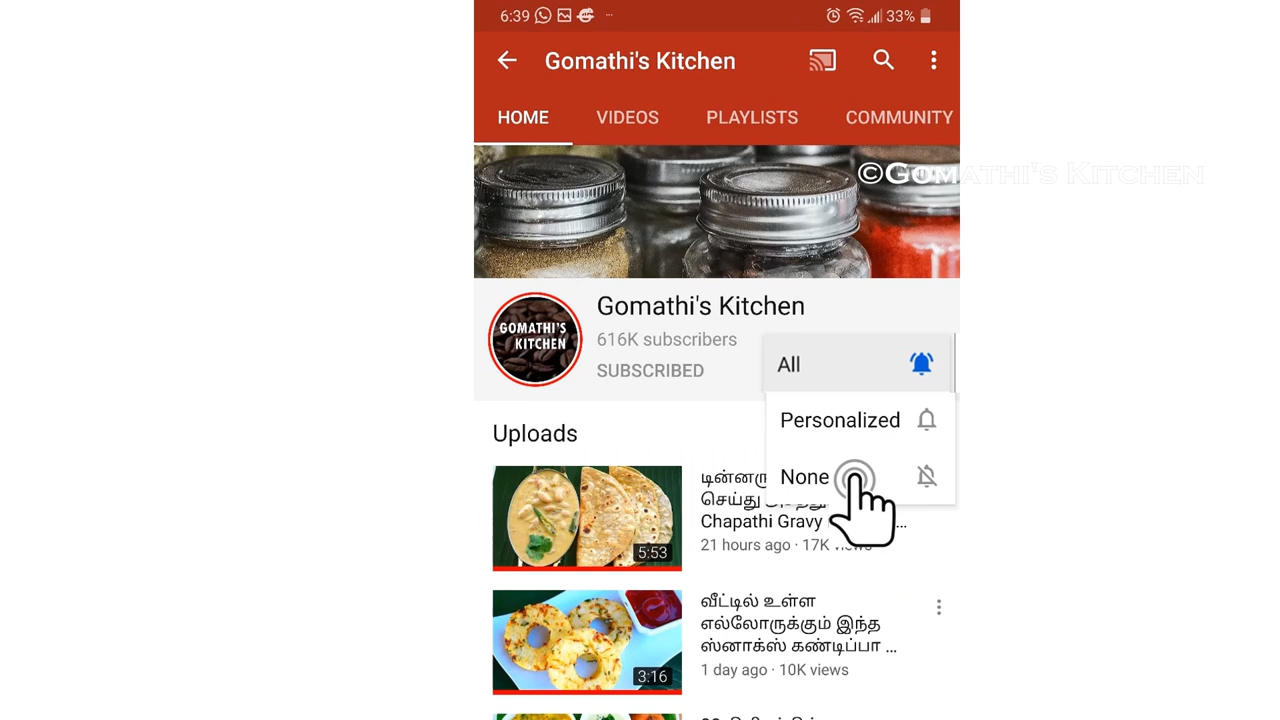 6:39
33%
Gomathi's Kitchen
HOME VIDEOS PLAYLISTS COMMUNITY
©GOMATHI'S KITCHEN
GOMATHI'S
KITCHEN
Gomathi's Kitchen
616K subscribers
SUBSCRIBED
All
Personalized
None
Uploads
செய்து
Chapathi Gravy ...
21 hours ago · 17K views
5:53
வீட்டில் உள்ள
எல்லோருக்கும் இந்த
ஸ்னாக்ஸ் கண்டிப்பா ...
1 day ago · 10K views
3:16